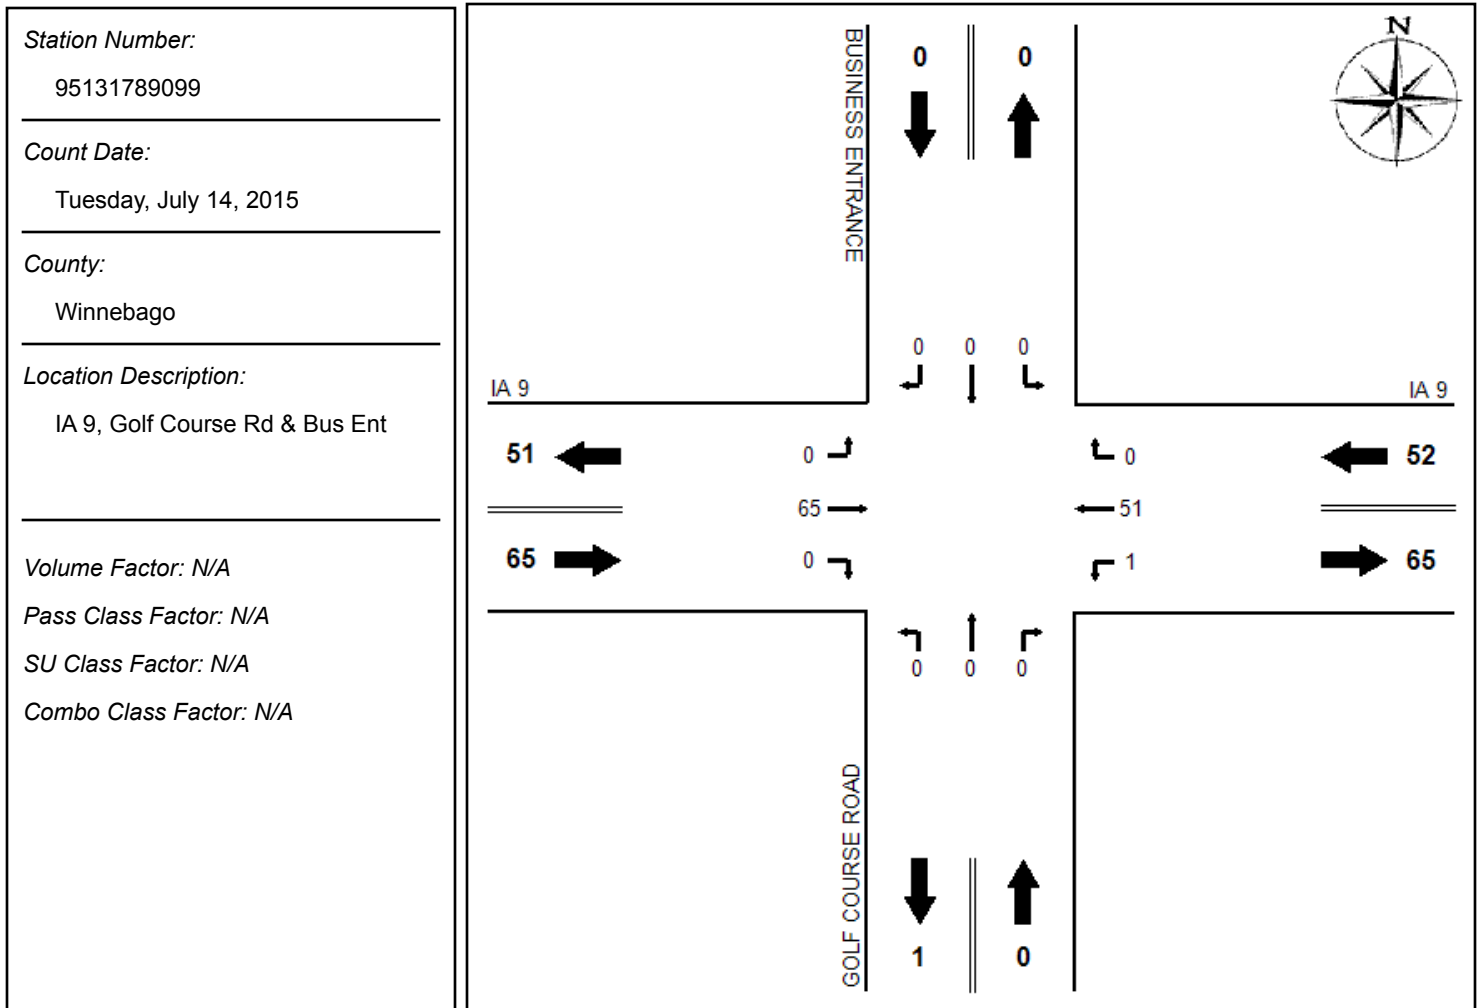 Station Number:
95131789099
Count Date:
Tuesday, July 14, 2015
County:
Winnebago
Location Description:
IA 9, Golf Course Rd & Bus Ent
Volume Factor: N/A
Pass Class Factor: N/A
SU Class Factor: N/A
Combo Class Factor: N/A
N
BUSINESS ENTRANCE
0 0
0 0 0
IA 9 IA 9
51 0 0 52
65 51
65 0 1 65
0 0 0
GOLF COURSE ROAD
1 0